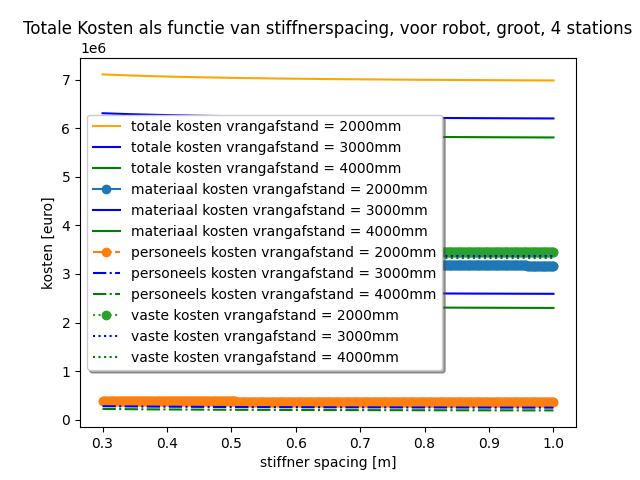 Totale Kosten als functie van stiffnerspacing, voor robot, groot, 4 stations
1e6
7
6
5
4
3
2
1
0
kosten [euro]
totale kosten vrangafstand = 2000mm
totale kosten vrangafstand = 3000mm
totale kosten vrangafstand = 4000mm
materiaal kosten vrangafstand = 2000mm
materiaal kosten vrangafstand = 3000mm
materiaal kosten vrangafstand = 4000mm
personeels kosten vrangafstand = 2000mm
personeels kosten vrangafstand = 3000mm
personeels kosten vrangafstand = 4000mm
vaste kosten vrangafstand = 2000mm
vaste kosten vrangafstand = 3000mm
vaste kosten vrangafstand = 4000mm
0.3 0.4 0.5 0.6 0.7 0.8 0.9 1.0
stiffner spacing [m]